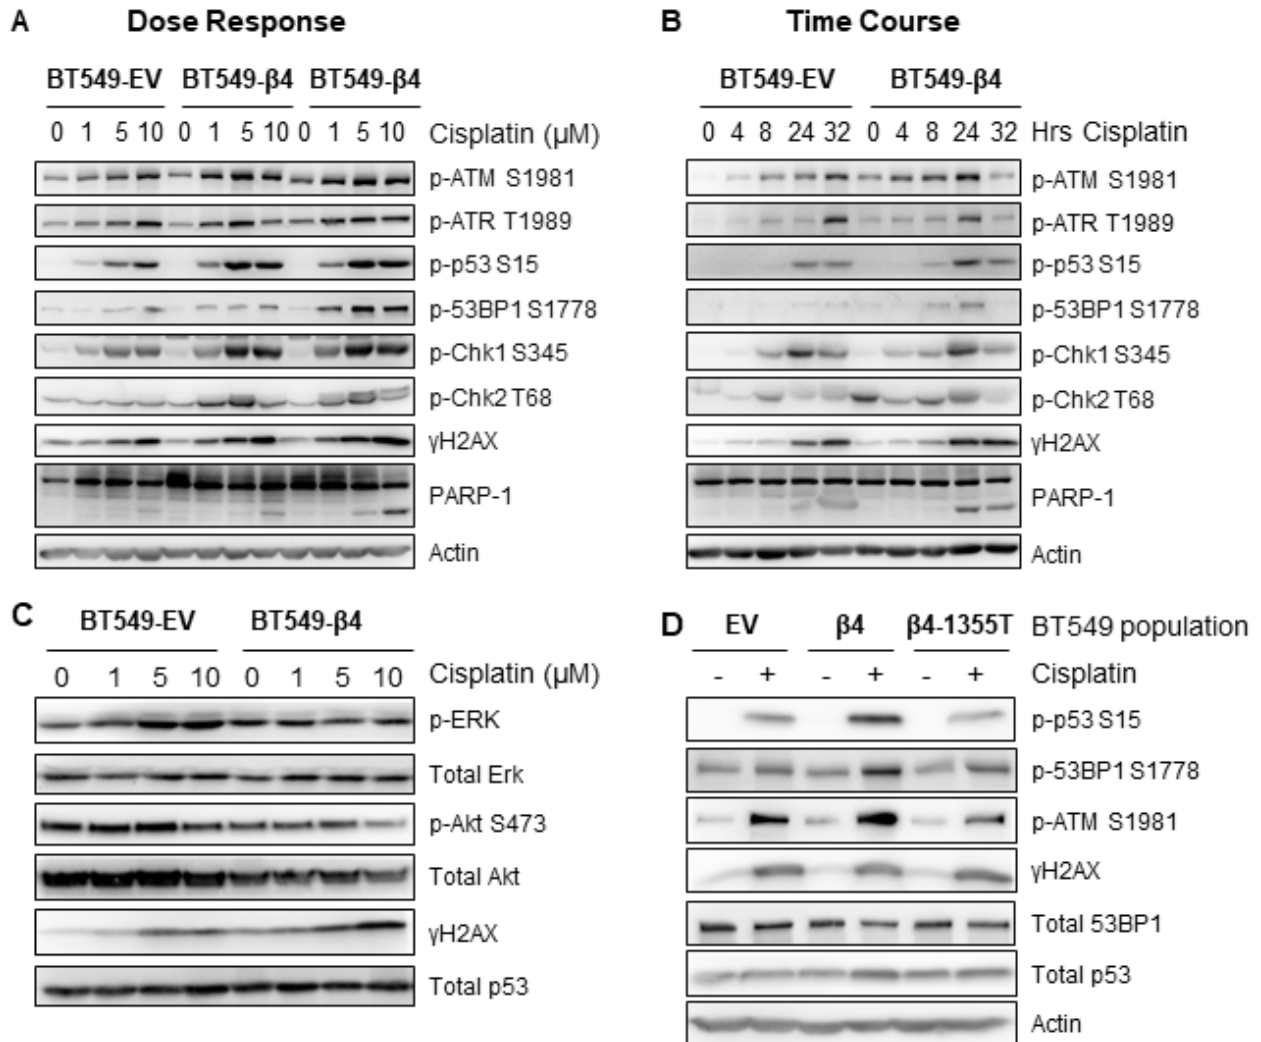 A Dose Response
BT549-EV BT549-β4 BT549-β4
0 1 5 10 0 1 5 10 0 1 5 10 Cisplatin (μM)
p-ATM S1981
p-ATR T1989
p-p53 S15
p-53BP1 S1778
p-Chk1 S345
p-Chk2 T68
γH2AX
PARP-1
Actin
B Time Course
BT549-EV BT549-β4
0 4 8 24 32 0 4 8 24 32 Hrs Cisplatin
p-ATM S1981
p-ATR T1989
p-p53 S15
p-53BP1 S1778
p-Chk1 S345
p-Chk2 T68
γH2AX
PARP-1
Actin
C BT549-EV BT549-β4
0 1 5 10 0 1 5 10 Cisplatin (μM)
p-ERK
Total Erk
p-Akt S473
Total Akt
γH2AX
Total p53
D EV β4 β4-1355T BT549 population
- + - + - + Cisplatin
p-p53 S15
p-53BP1 S1778
p-ATM S1981
γH2AX
Total 53BP1
Total p53
Actin